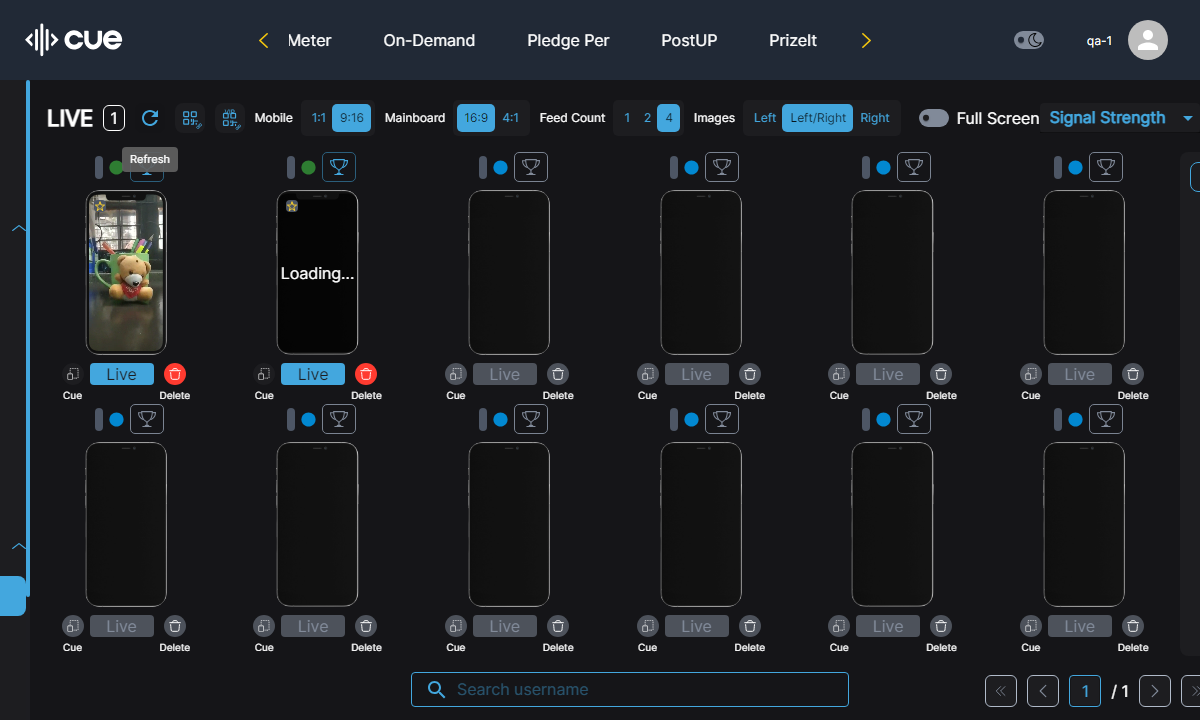 cue
Meter On-Demand Pledge Per PostUP PrizeIt qa-1
LIVE 1 Mobile 1:1 9:16 Mainboard 16:9 4:1 Feed Count 1 2 4 Images Left Left/Right Right Full Screen Signal Strength
Refresh
Loading...
Live Live Live Live Live Live
Cue Delete Cue Delete Cue Delete Cue Delete Cue Delete Cue Delete
Live Live Live Live Live Live
Cue Delete Cue Delete Cue Delete Cue Delete Cue Delete Cue Delete
Search username
1 / 1